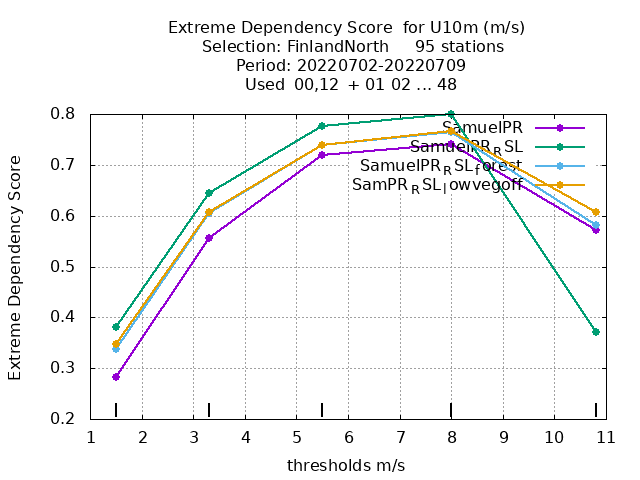 Extreme Dependency Score  for U10m (m/s)
Selection: FinlandNorth     95 stations
Period: 20220702-20220709
Used  00,12  + 01 02 ... 48
Extreme Dependency Score
0.8
0.7
0.6
0.5
0.4
0.3
0.2
SamuelPR
SamuelPR_RSL
SamuelPR_RSL_forest
SamPR_RSL_lowvegoff
1 2 3 4 5 6 7 8 9 10 11
thresholds m/s